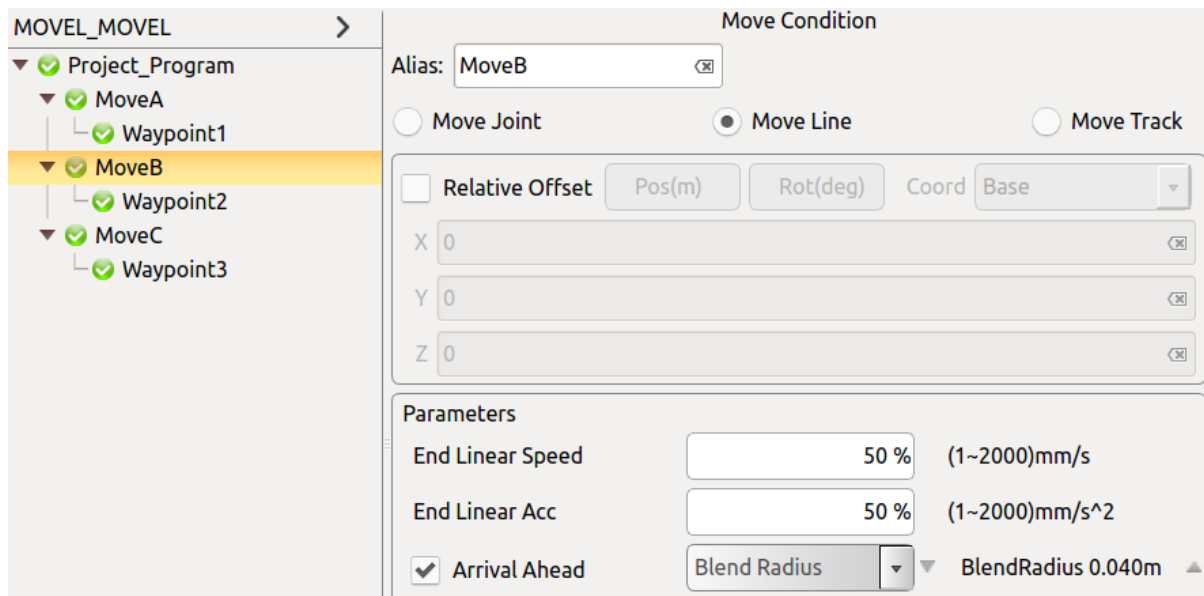 MOVEL_MOVEL
Project_Program
MoveA
Waypoint1
MoveB
Waypoint2
MoveC
Waypoint3
Move Condition
Alias: MoveB
Move Joint Move Line Move Track
Relative Offset Pos(m) Rot(deg) Coord Base
X 0
Y 0
Z 0
Parameters
End Linear Speed 50 % (1~2000)mm/s
End Linear Acc 50 % (1~2000)mm/s^2
Arrival Ahead Blend Radius BlendRadius 0.040m